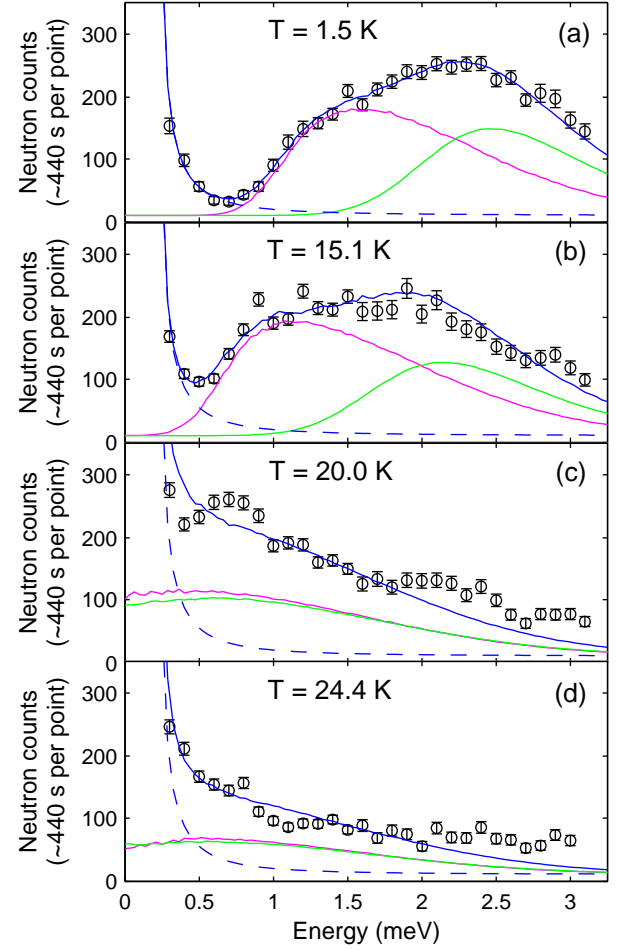 300
200
100
0
Neutron counts
(~440 s per point)
T = 1.5 K
(a)
300
200
100
0
Neutron counts
(~440 s per point)
T = 15.1 K
(b)
300
200
100
0
Neutron counts
(~440 s per point)
T = 20.0 K
(c)
300
200
100
0
Neutron counts
(~440 s per point)
T = 24.4 K
(d)
0 0.5 1 1.5 2 2.5 3
Energy (meV)